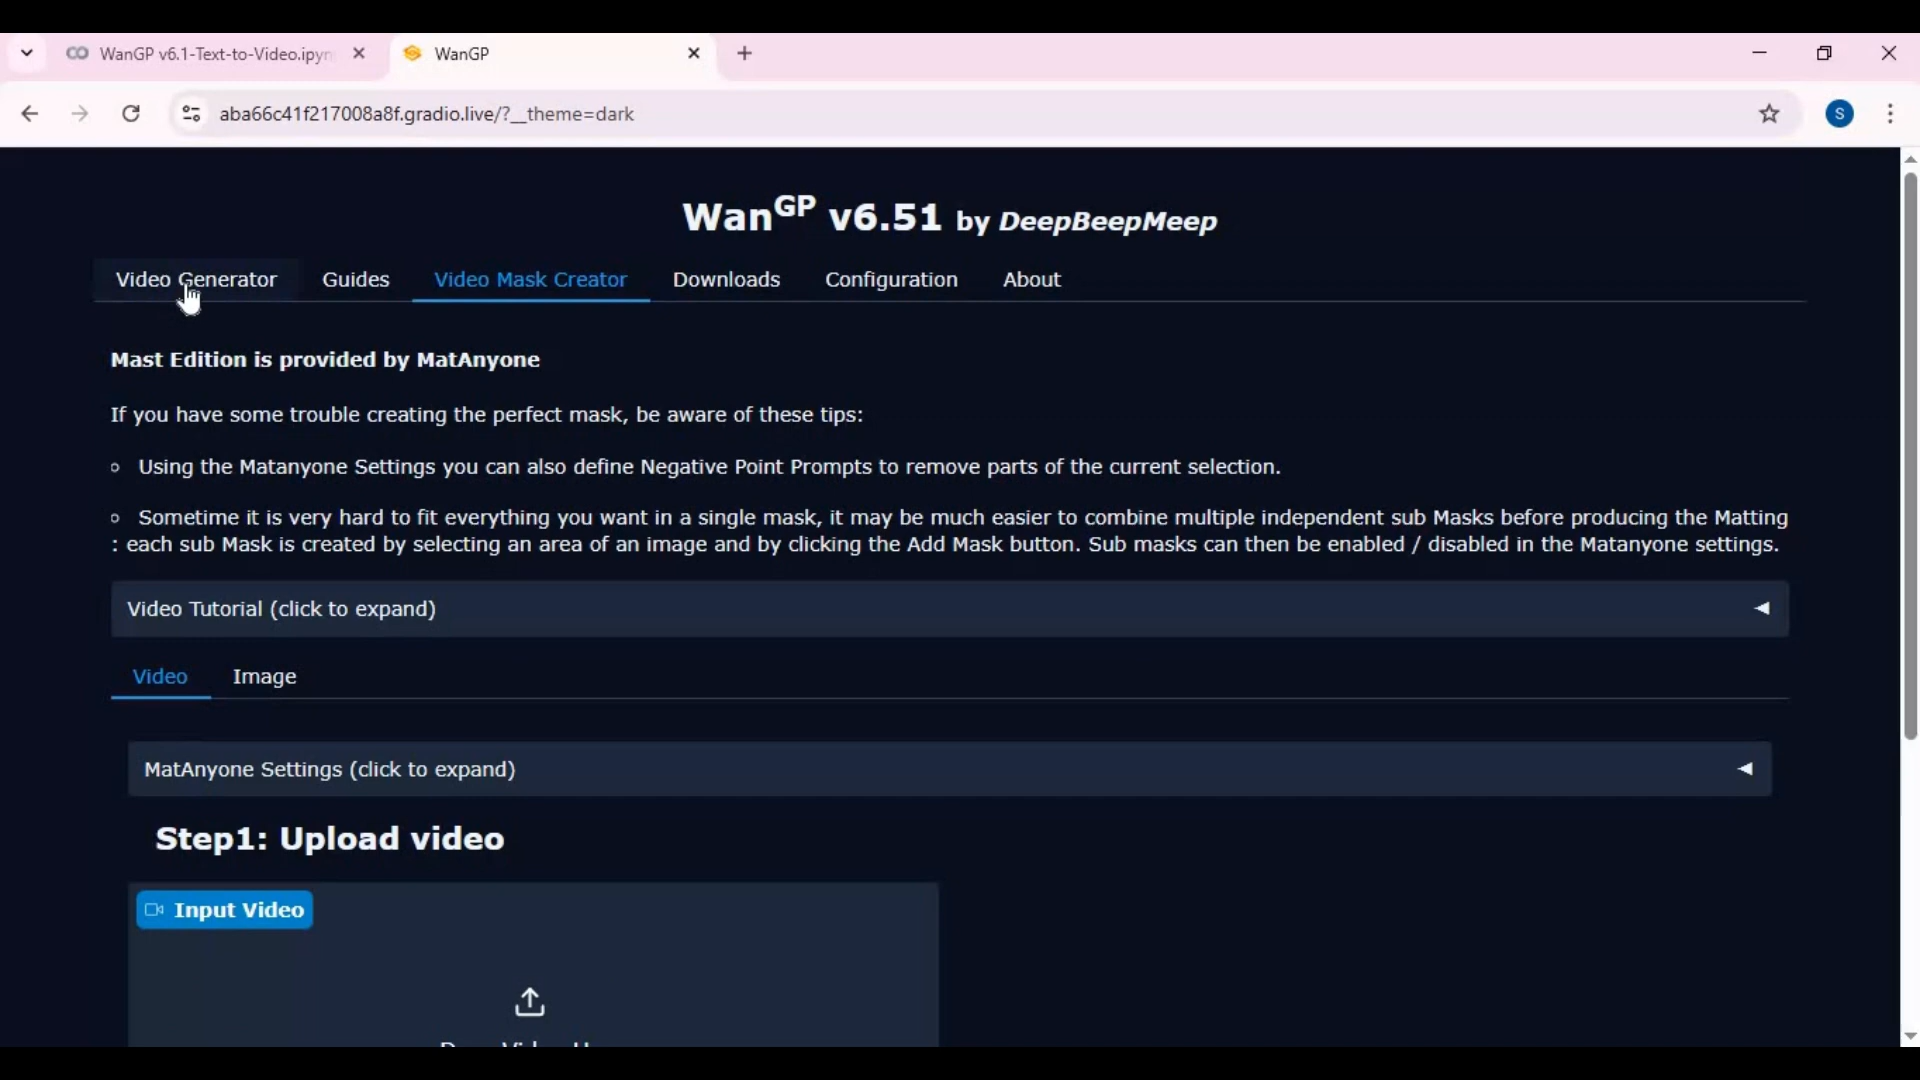 WanGP v6.1-Text-to-Video.ipyn
WanGP
aba66c41f217008a8f.gradio.live/?__theme=dark
S
WanGP v6.51 by DeepBeepMeep
Video Generator Guides Video Mask Creator Downloads Configuration About
Mast Edition is provided by MatAnyone
If you have some trouble creating the perfect mask, be aware of these tips:
Using the Matanyone Settings you can also define Negative Point Prompts to remove parts of the current selection.
Sometime it is very hard to fit everything you want in a single mask, it may be much easier to combine multiple independent sub Masks before producing the Matting
: each sub Mask is created by selecting an area of an image and by clicking the Add Mask button. Sub masks can then be enabled / disabled in the Matanyone settings.
Video Tutorial (click to expand)
Video Image
MatAnyone Settings (click to expand)
Step1: Upload video
Input Video